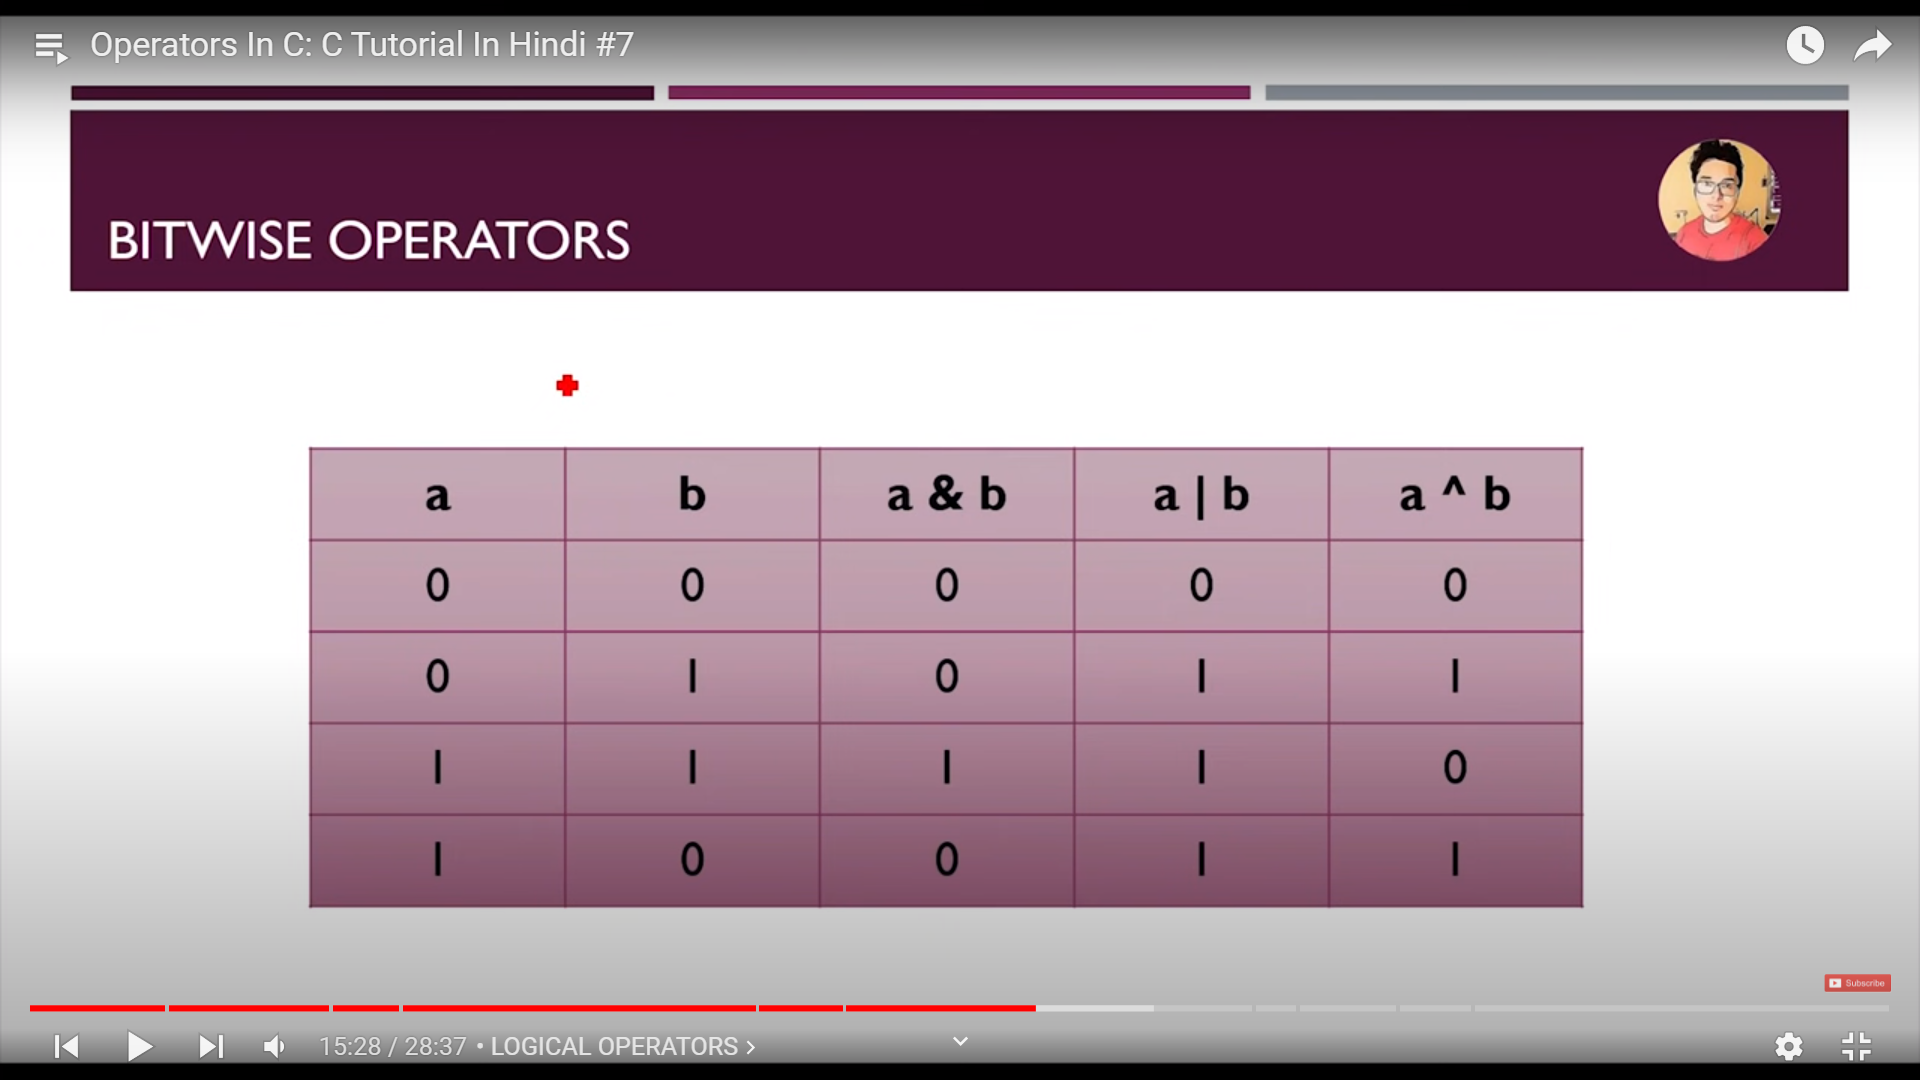 Operators In C: C Tutorial In Hindi #7
BITWISE OPERATORS
a b a & b a | b a ^ b
0 0 0 0 0
0 1 0 1 1
1 1 1 1 0
1 0 0 1 1
Subscribe
15:28 / 28:37 • LOGICAL OPERATORS >